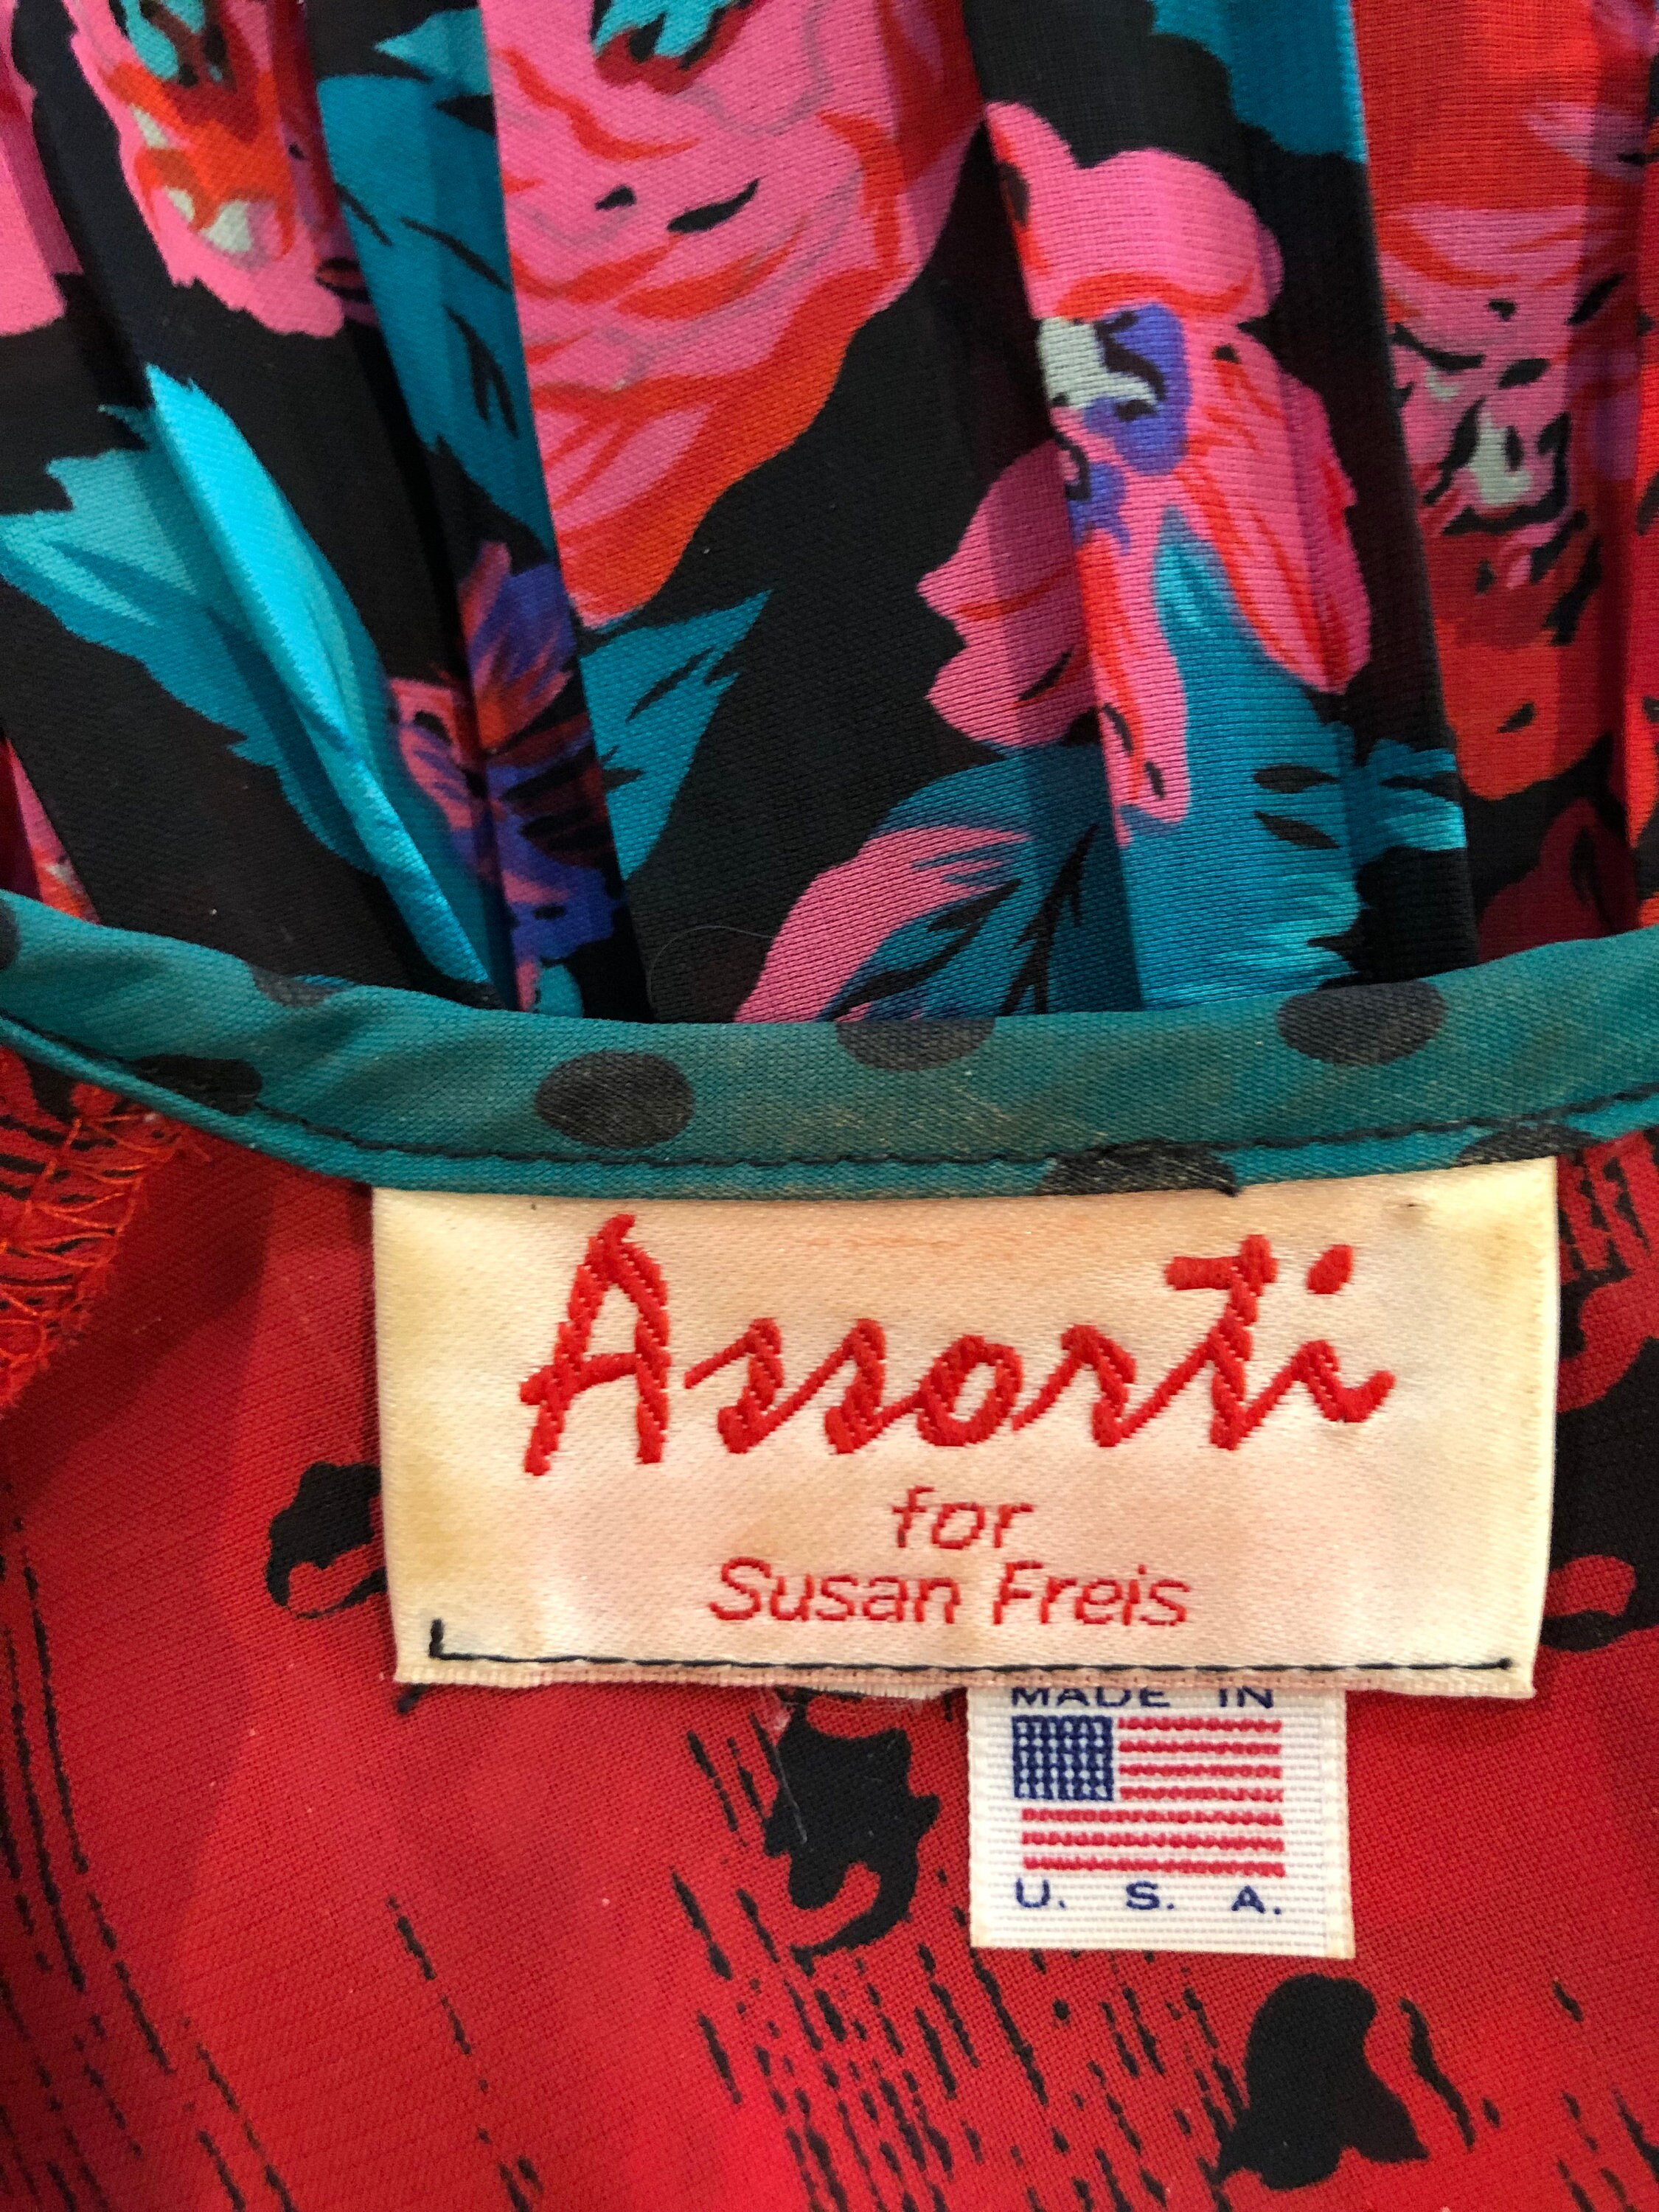 Assorti
for
Susan Freis
MADE IN
U. S. A.